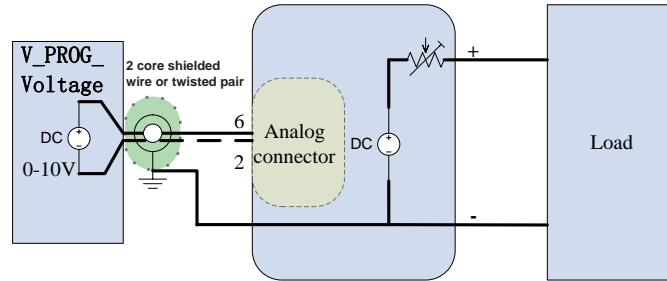 V_PROG_
Voltage
2 core shielded
wire or twisted pair
DC
+
-
0-10V
6
2
Analog
connector
DC
+
-
+
-
Load